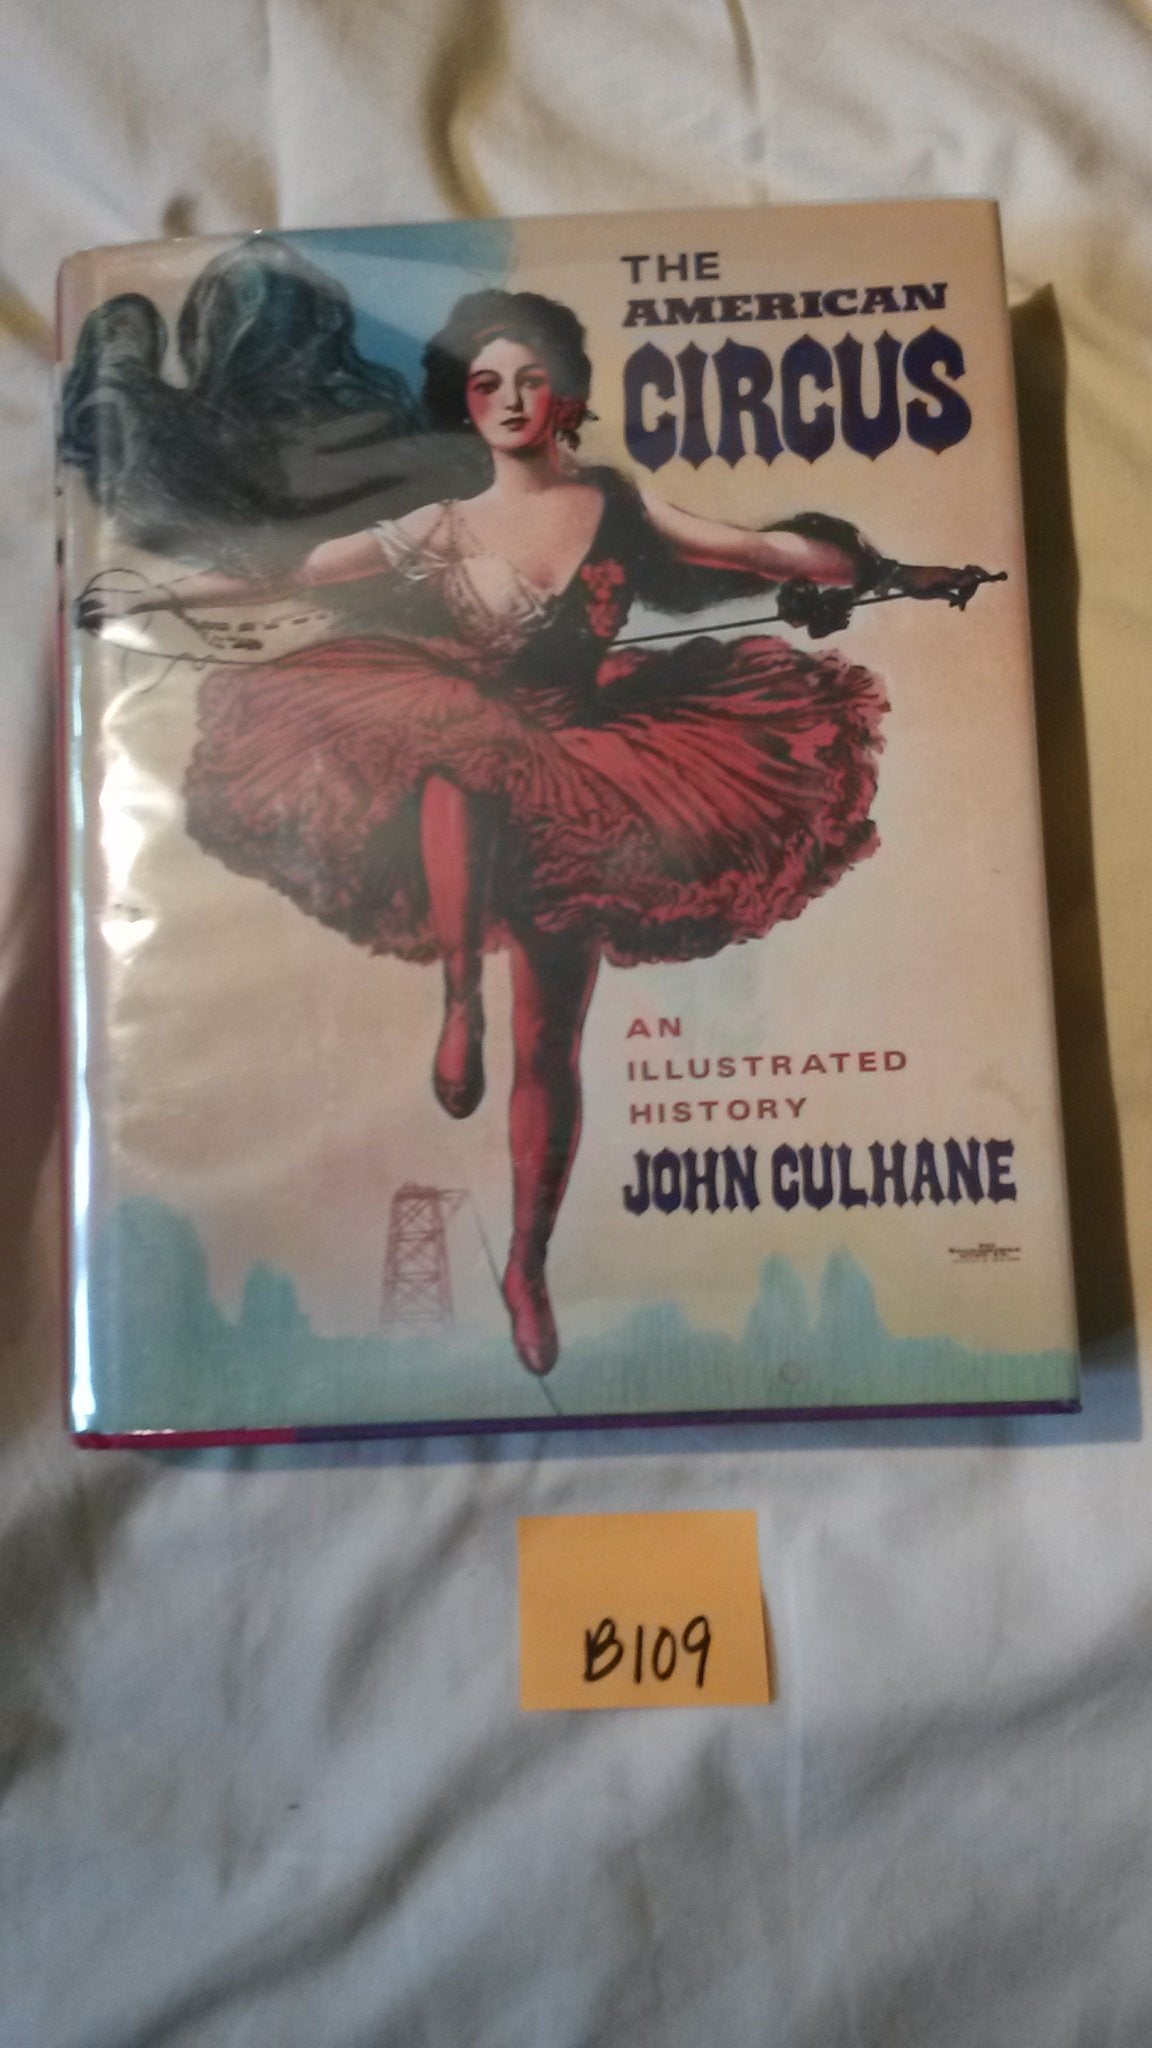 THE
AMERICAN
CIRCUS
AN
ILLUSTRATED
HISTORY
JOHN CULHANE
B109